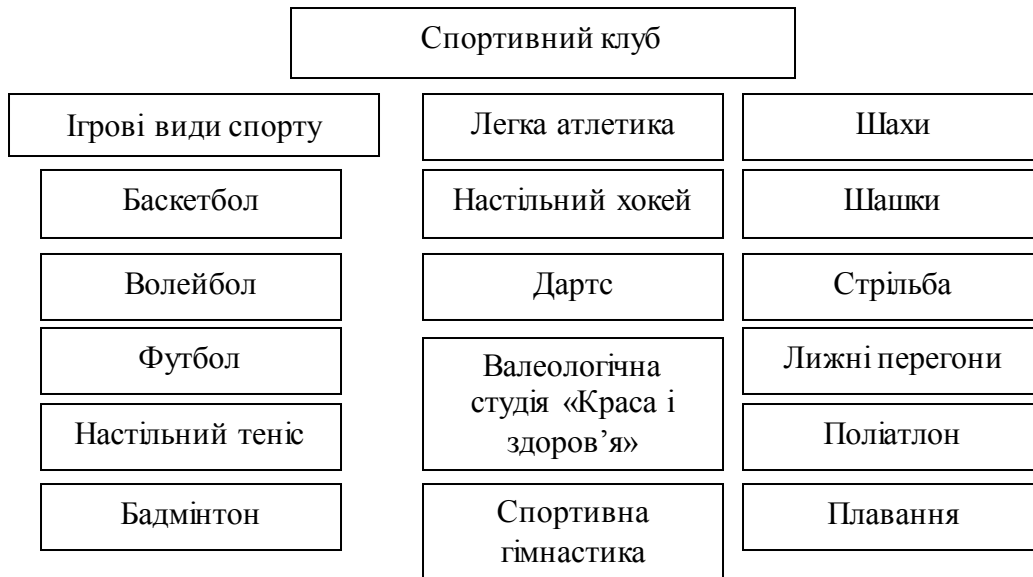 Спортивний клуб
Ігрові види спорту
Баскетбол
Волейбол
Футбол
Настільний теніс
Бадмінтон
Легка атлетика
Настільний хокей
Дартс
Валеологічна
студія «Краса і
здоров’я»
Спортивна
гімнастика
Шахи
Шашки
Стрільба
Лижні перегони
Поліатлон
Плавання